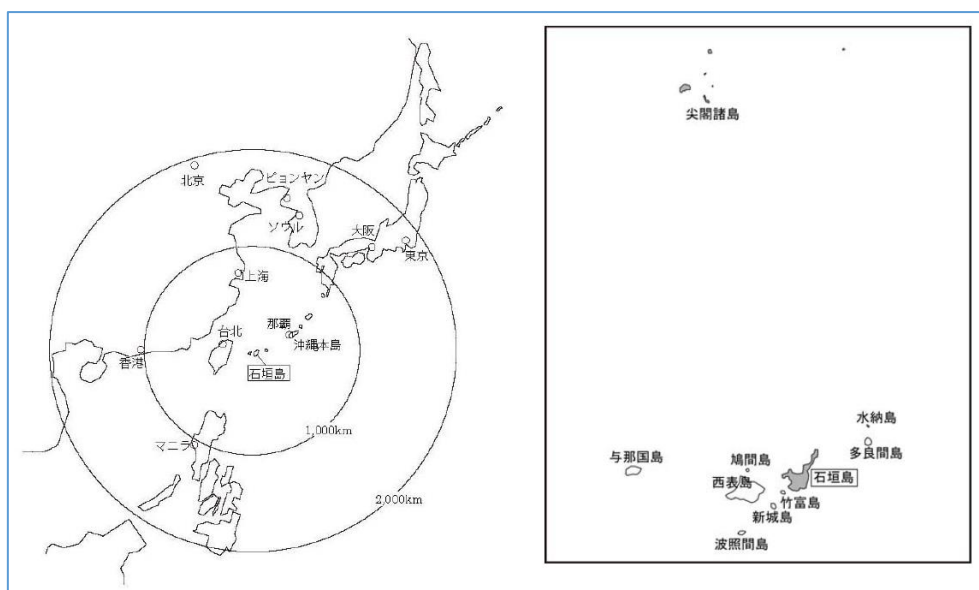 北京
ピョンヤン
ソウル
大阪
東京
上海
那覇
沖縄本島
台北
香港
石垣島
1,000km
マニラ
2,000km
尖閣諸島
水納島
多良間島
与那国島
鳩間島
西表島
石垣島
竹富島
新城島
波照間島